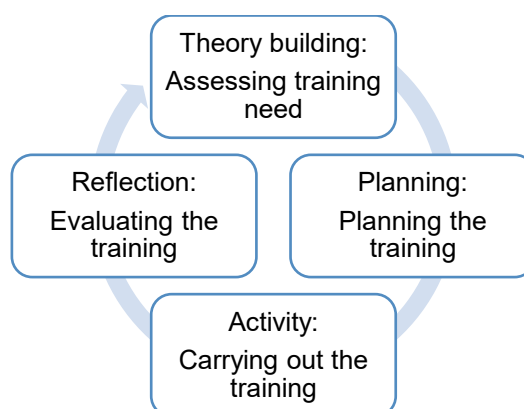 Theory building:
Assessing training
need
Reflection:
Evaluating the
training
Planning:
Planning the
training
Activity:
Carrying out the
training